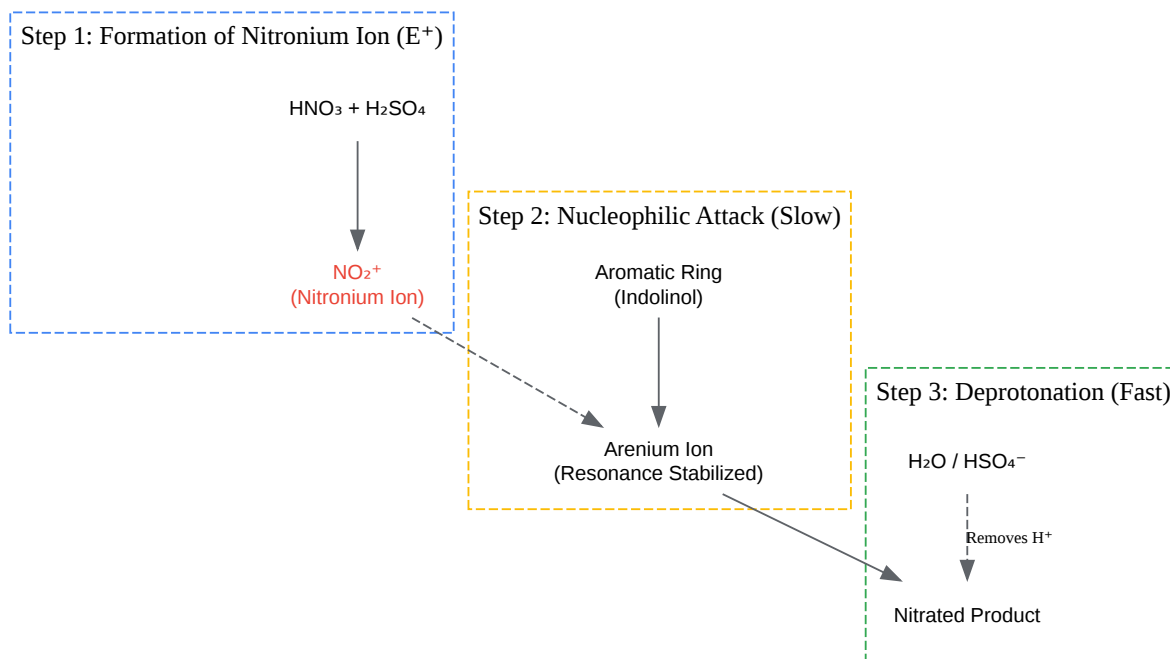 Step 1: Formation of Nitronium Ion (E⁺)
HNO₃ + H₂SO₄
NO₂⁺
(Nitronium Ion)
Step 2: Nucleophilic Attack (Slow)
Aromatic Ring
(Indolinol)
Arenium Ion
(Resonance Stabilized)
Step 3: Deprotonation (Fast)
H₂O / HSO₄⁻
Removes H⁺
Nitrated Product